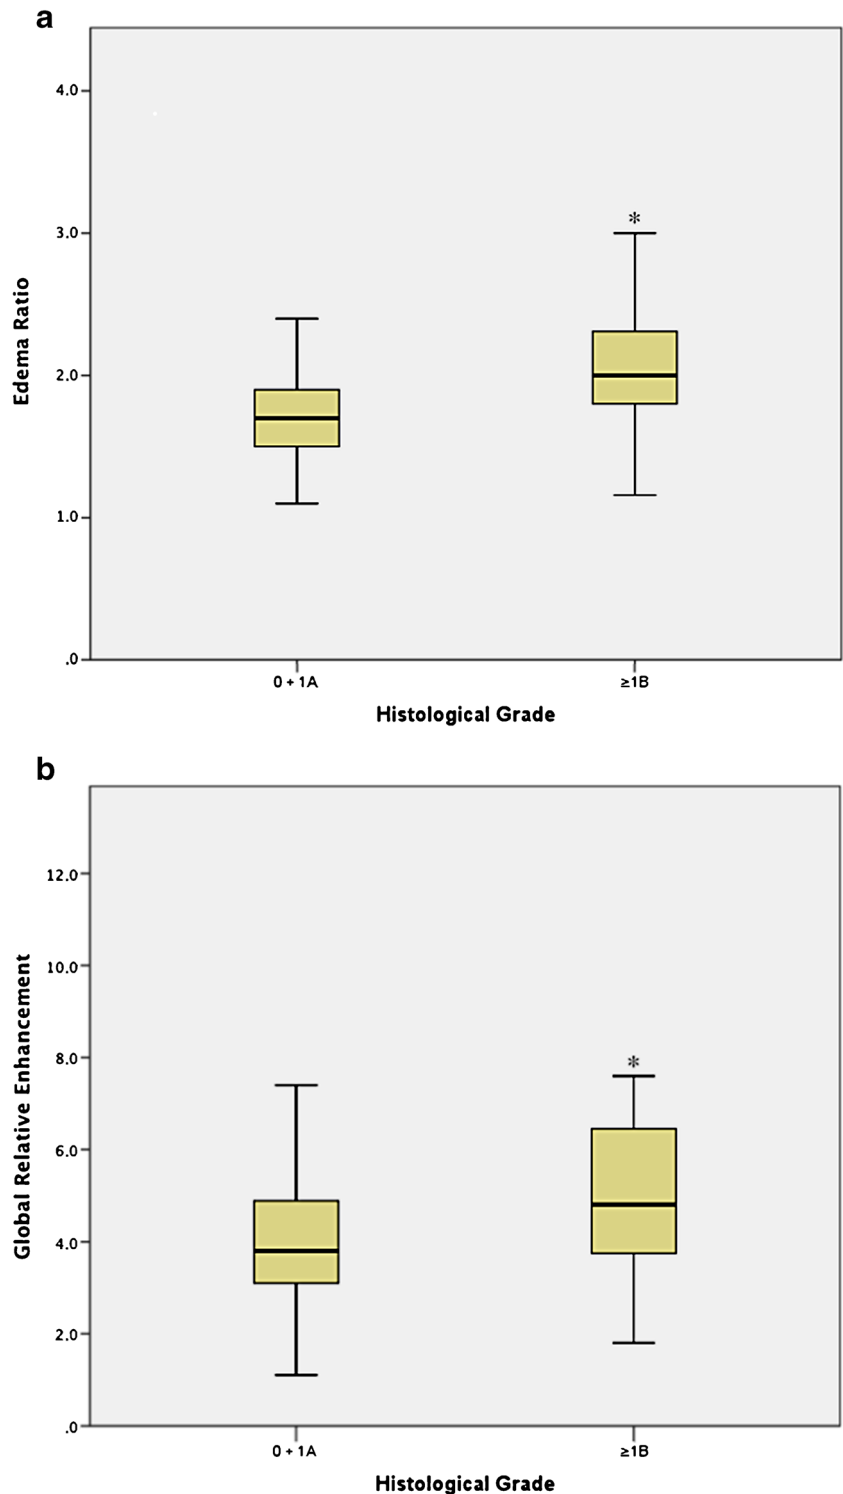 a
4.0
3.0
2.0
1.0
.0
Edema Ratio
*
0 + 1A
≥1B
Histological Grade
b
12.0
10.0
8.0
6.0
4.0
2.0
.0
Global Relative Enhancement
*
0 + 1A
≥1B
Histological Grade